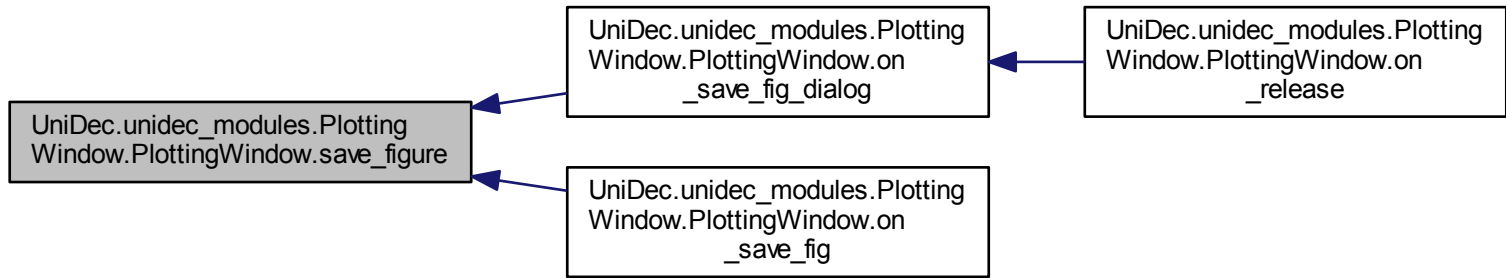 UniDec.unidec_modules.Plotting
Window.PlottingWindow.save_figure
UniDec.unidec_modules.Plotting
Window.PlottingWindow.on
_save_fig_dialog
UniDec.unidec_modules.Plotting
Window.PlottingWindow.on
_release
UniDec.unidec_modules.Plotting
Window.PlottingWindow.on
_save_fig